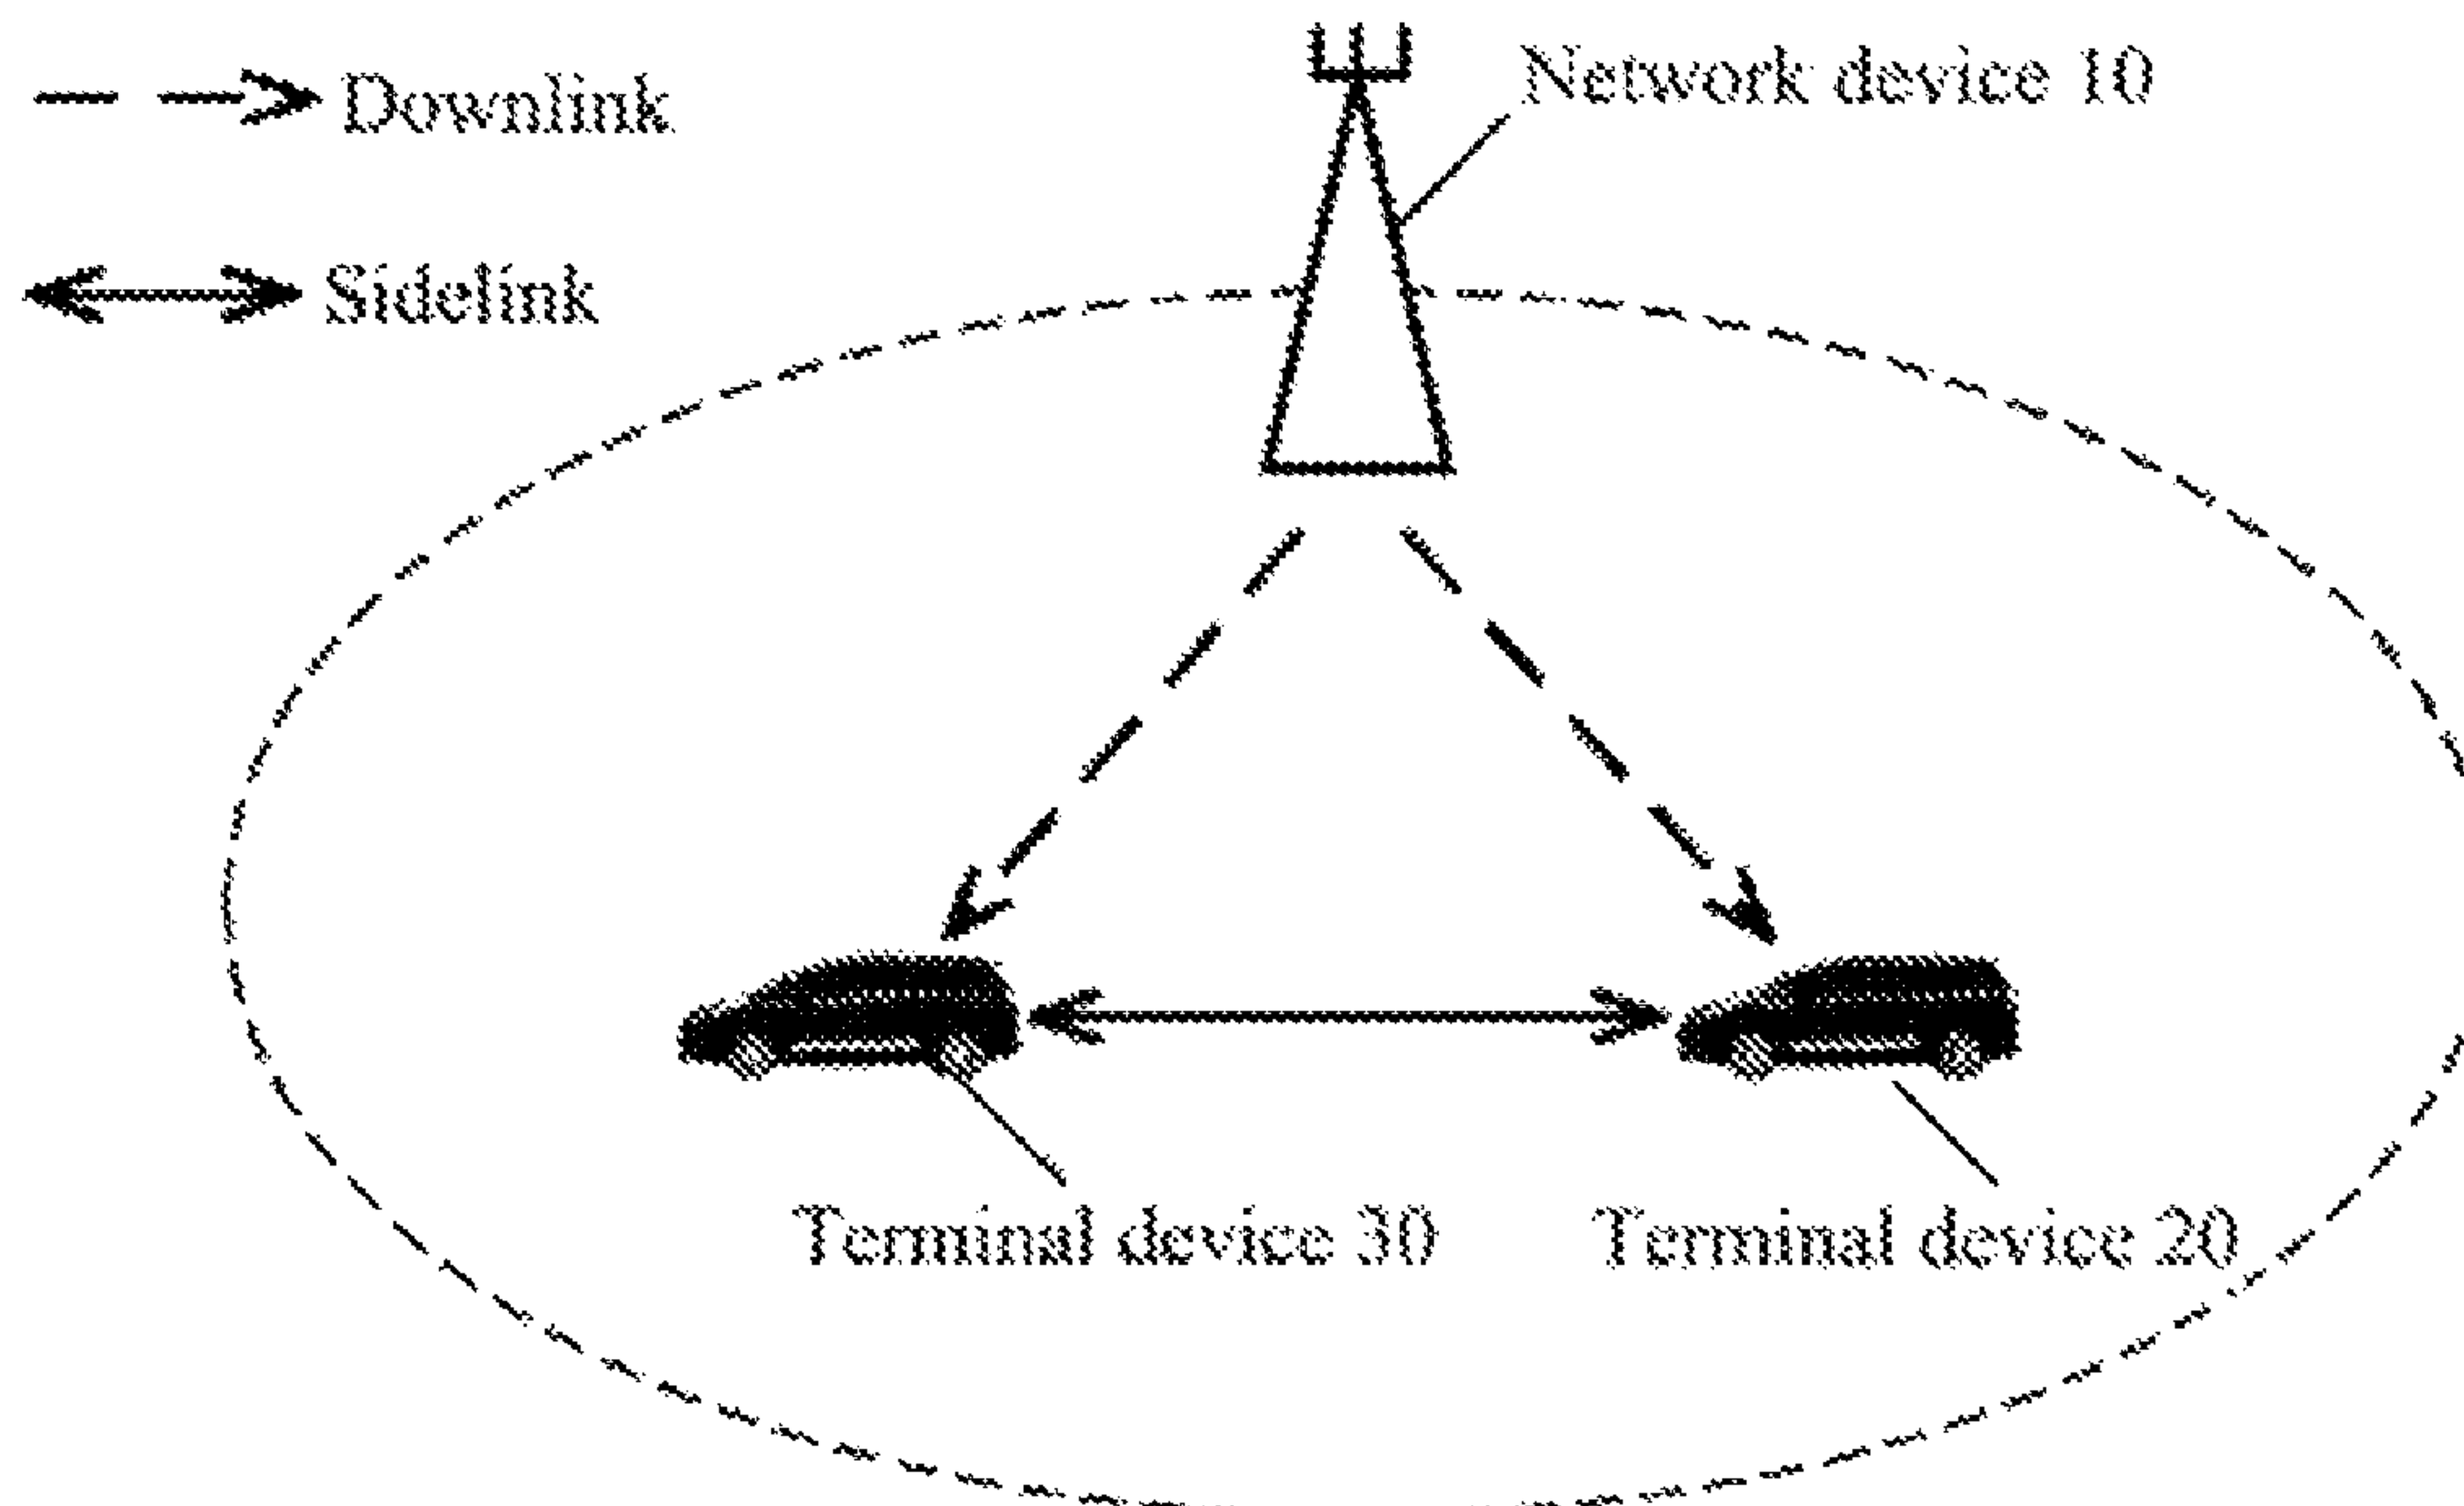 Downlink
Network device 10
Sidelink
Terminal device 30
Terminal device 20